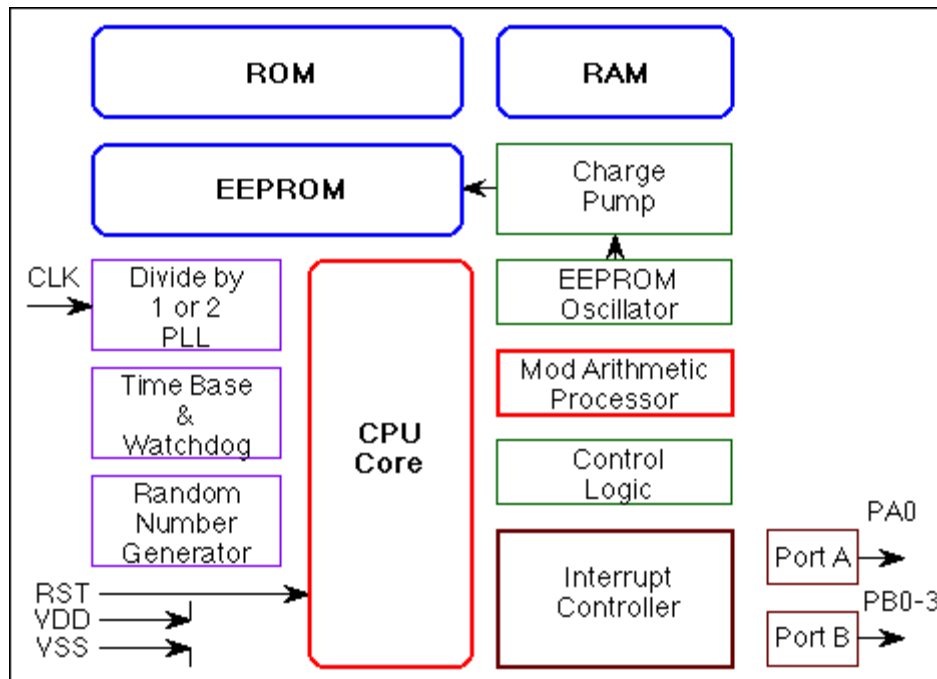 ROM
RAM
EEPROM
Charge
Pump
CLK
Divide by
1 or 2
PLL
EEPROM
Oscillator
Time Base
&
Watchdog
CPU
Core
Mod Arithmetic
Processor
Random
Number
Generator
Control
Logic
RST
VDD
VSS
Interrupt
Controller
PA0
Port A
PB0-3
Port B